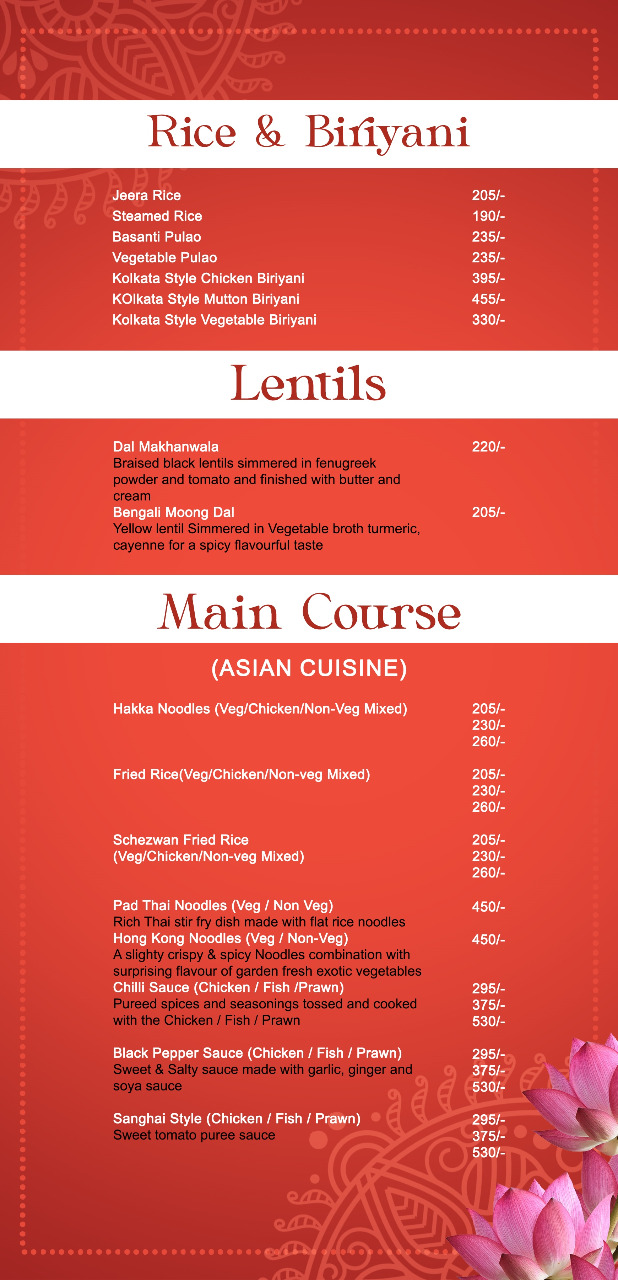 Rice & Biriyani
Jeera Rice 205/-
Steamed Rice 190/-
Basanti Pulao 235/-
Vegetable Pulao 235/-
Kolkata Style Chicken Biriyani 395/-
KOlkata Style Mutton Biriyani 455/-
Kolkata Style Vegetable Biriyani 330/-
Lentils
Dal Makhanwala 220/-
Braised black lentils simmered in fenugreek
powder and tomato and finished with butter and
cream
Bengali Moong Dal 205/-
Yellow lentil Simmered in Vegetable broth turmeric,
cayenne for a spicy flavourful taste
Main Course
(ASIAN CUISINE)
Hakka Noodles (Veg/Chicken/Non-Veg Mixed) 205/-
230/-
260/-
Fried Rice(Veg/Chicken/Non-veg Mixed) 205/-
230/-
260/-
Schezwan Fried Rice 205/-
(Veg/Chicken/Non-veg Mixed) 230/-
260/-
Pad Thai Noodles (Veg / Non Veg) 450/-
Rich Thai stir fry dish made with flat rice noodles
Hong Kong Noodles (Veg / Non-Veg) 450/-
A slighty crispy & spicy Noodles combination with
surprising flavour of garden fresh exotic vegetables
Chilli Sauce (Chicken / Fish /Prawn) 295/-
Pureed spices and seasonings tossed and cooked 375/-
with the Chicken / Fish / Prawn 530/-
Black Pepper Sauce (Chicken / Fish / Prawn) 295/-
Sweet & Salty sauce made with garlic, ginger and 375/-
soya sauce 530/-
Sanghai Style (Chicken / Fish / Prawn) 295/-
Sweet tomato puree sauce 375/-
530/-